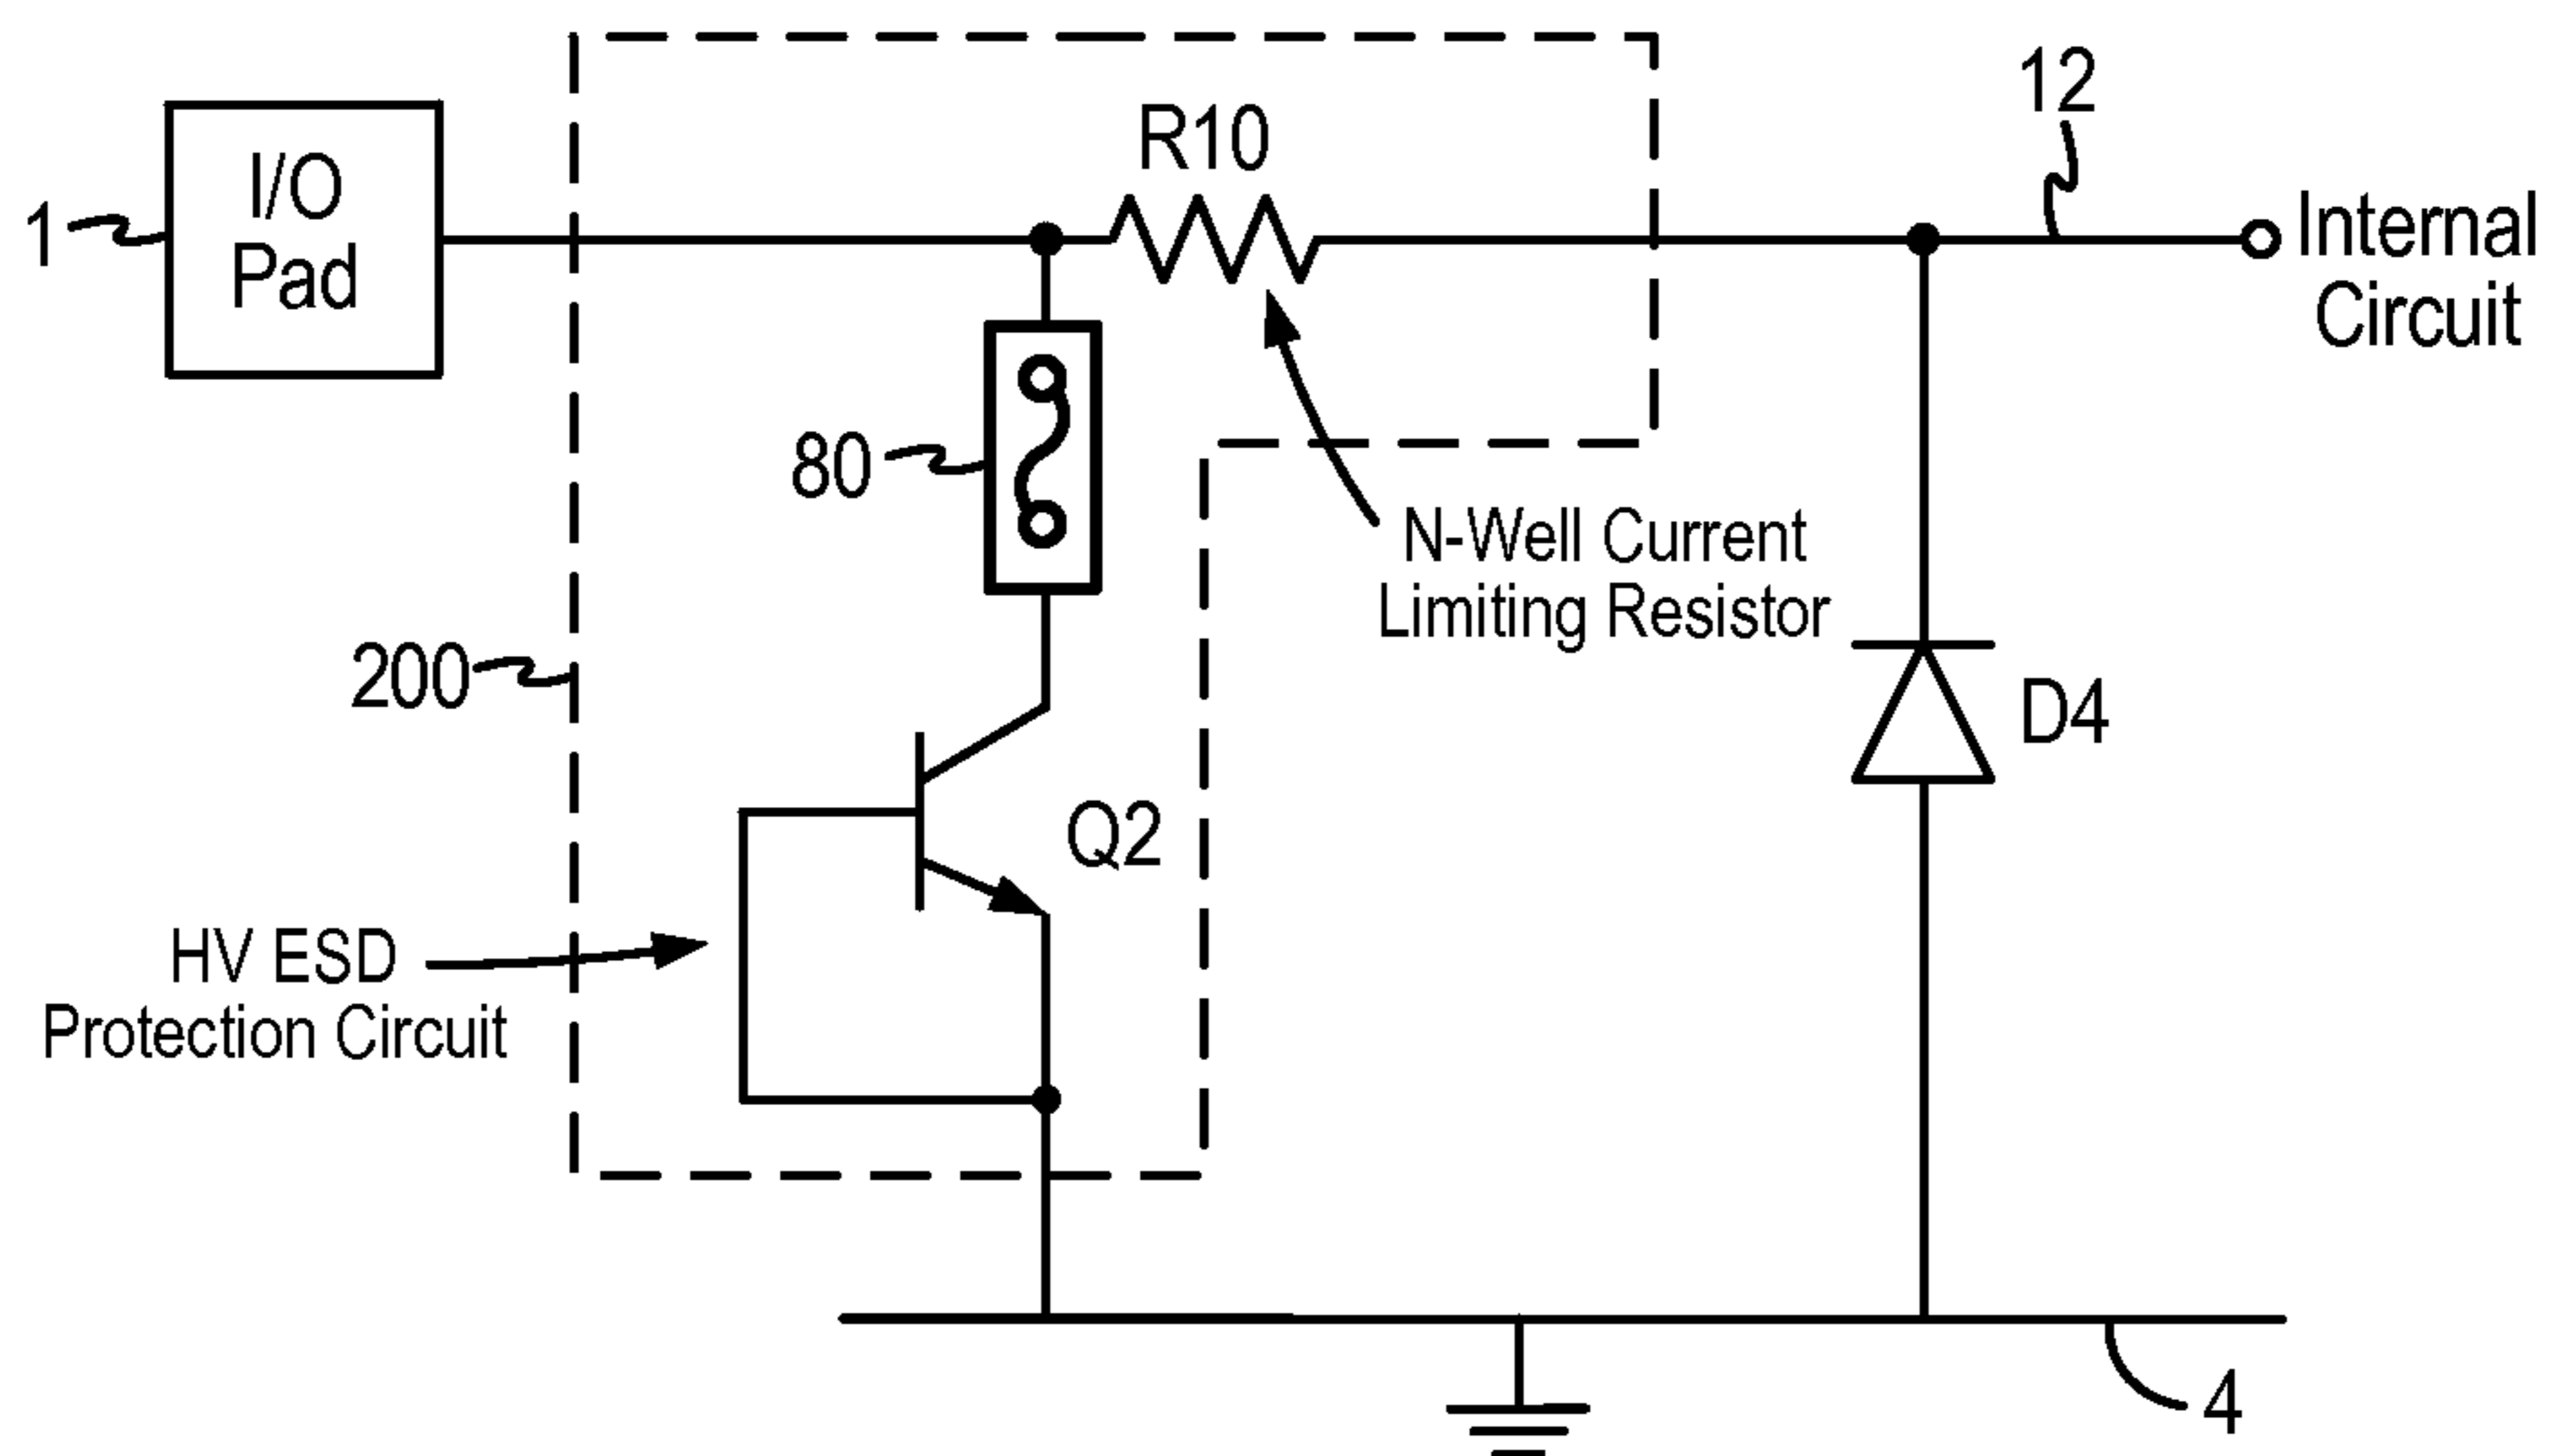 12
R10
I/O
Pad
1
Internal
Circuit
80
N-Well Current
Limiting Resistor
200
D4
Q2
HV ESD
Protection Circuit
4